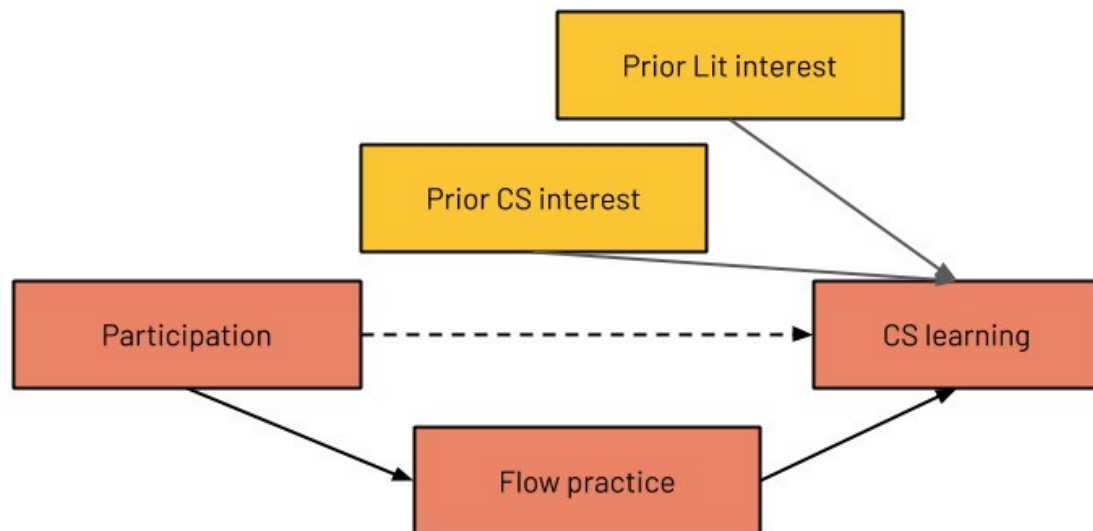 Prior Lit interest
Prior CS interest
Participation
CS learning
Flow practice